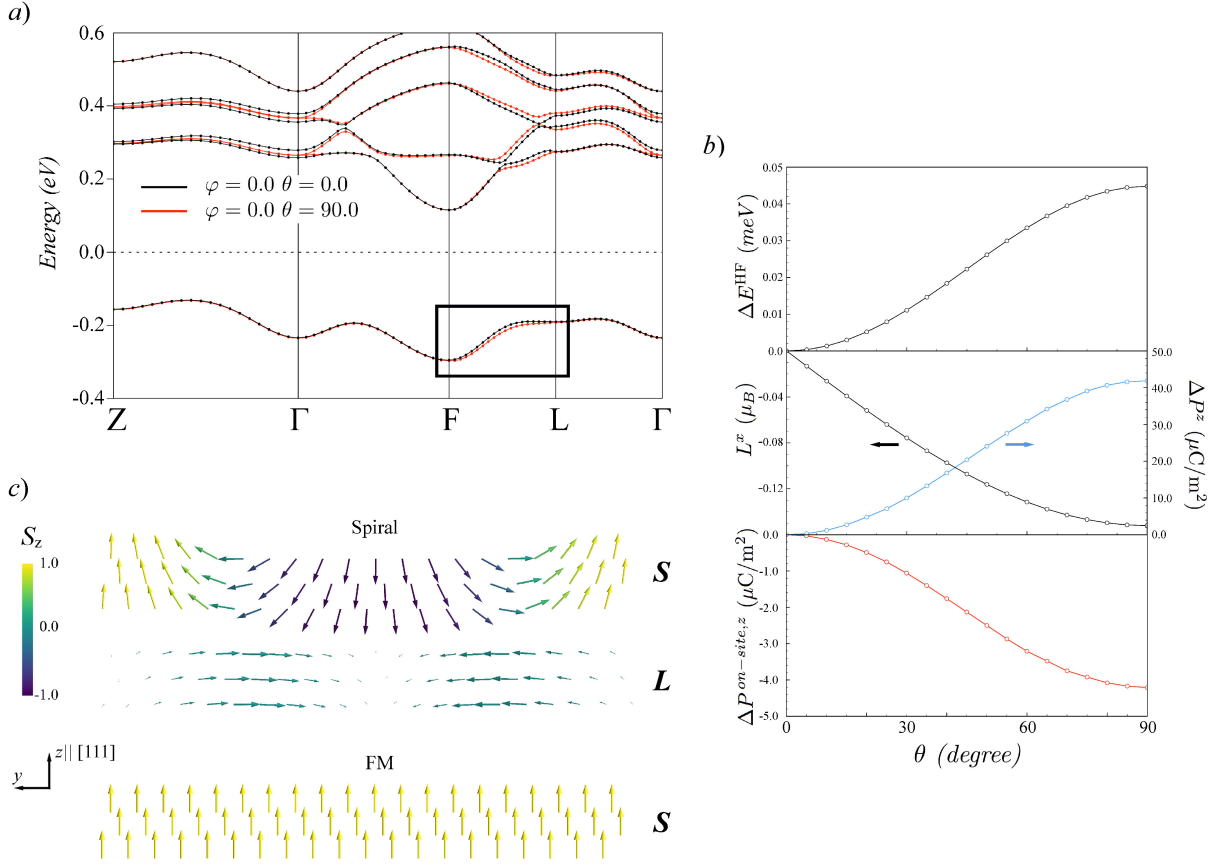 a)
0.6
0.4
0.2
0.0
-0.2
-0.4
Energy (eV)
φ = 0.0 θ = 0.0
φ = 0.0 θ = 90.0
Z Γ F L Γ
b)
0.05
0.04
0.03
0.02
0.01
0.0
ΔE^HF (meV)
-0.04
-0.08
-0.12
L^x (μ_B)
50.0
40.0
30.0
20.0
10.0
0.0
ΔP^z (μC/m²)
0.0
-1.0
-2.0
-3.0
-4.0
-5.0
ΔP^{on-site,z} (μC/m²)
0 30 60 90
θ (degree)
c)
S_z
1.0
0.0
-1.0
Spiral
S
L
z|| [111]
y
FM
S